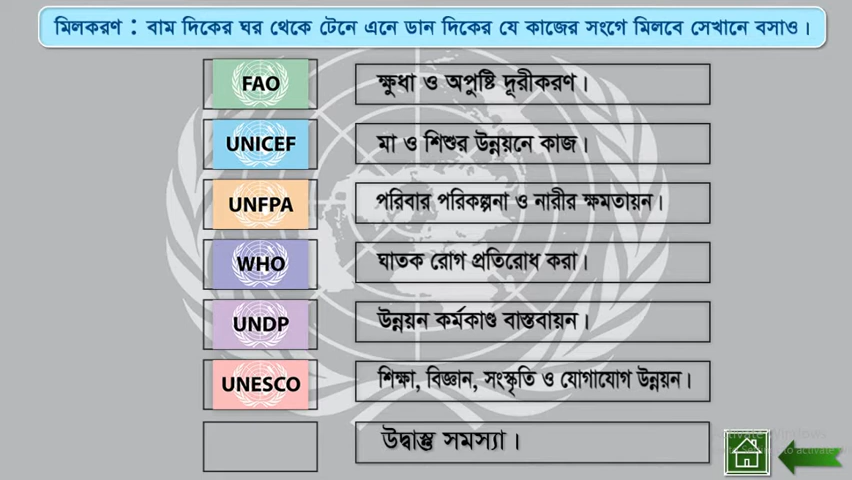 মিলকরণ : বাম দিকের ঘর থেকে টেনে এনে ডান দিকের যে কাজের সংগে মিলবে সেখানে বসাও।
FAO ক্ষুধা ও অপুষ্টি দূরীকরণ।
UNICEF মা ও শিশুর উন্নয়নে কাজ।
UNFPA পরিবার পরিকল্পনা ও নারীর ক্ষমতায়ন।
WHO ঘাতক রোগ প্রতিরোধ করা।
UNDP উন্নয়ন কর্মকাণ্ড বাস্তবায়ন।
UNESCO শিক্ষা, বিজ্ঞান, সংস্কৃতি ও যোগাযোগ উন্নয়ন।
উদ্বাস্তু সমস্যা।